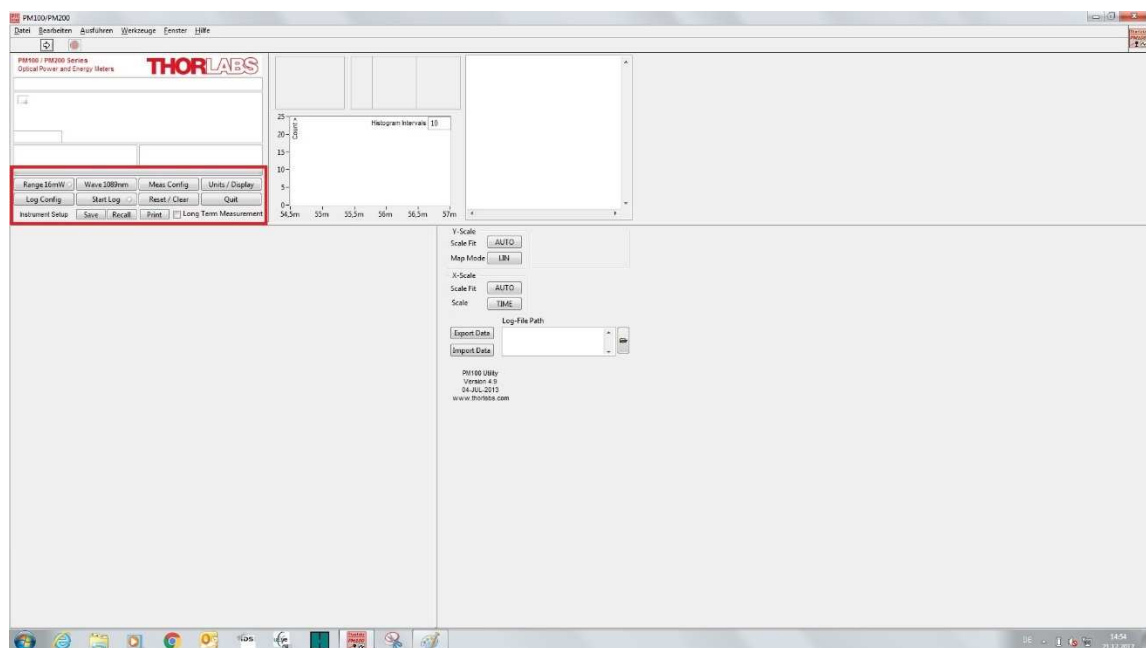 PM100/PM200
Datei Bearbeiten Ausführen Werkzeuge Fenster Hilfe
PM100 / PM200 Series
Optical Power and Energy Meters
THORLABS
Range 16mW Wave 1089nm Meas Config Units / Display
Log Config Start Log Reset / Clear Quit
Instrument Setup Save Recall Print Long Term Measurement
Count
Histogram Intervals 10
25
20
15
10
5
0
54,5m 55m 55,5m 56m 56,5m 57m
Y-Scale
Scale Fit AUTO
Map Mode LIN
X-Scale
Scale Fit AUTO
Scale TIME
Log-File Path
Export Data
Import Data
PM100 Utility
Version 4.9
04-JUL-2013
www.thorlabs.com
ids
DE
14:54